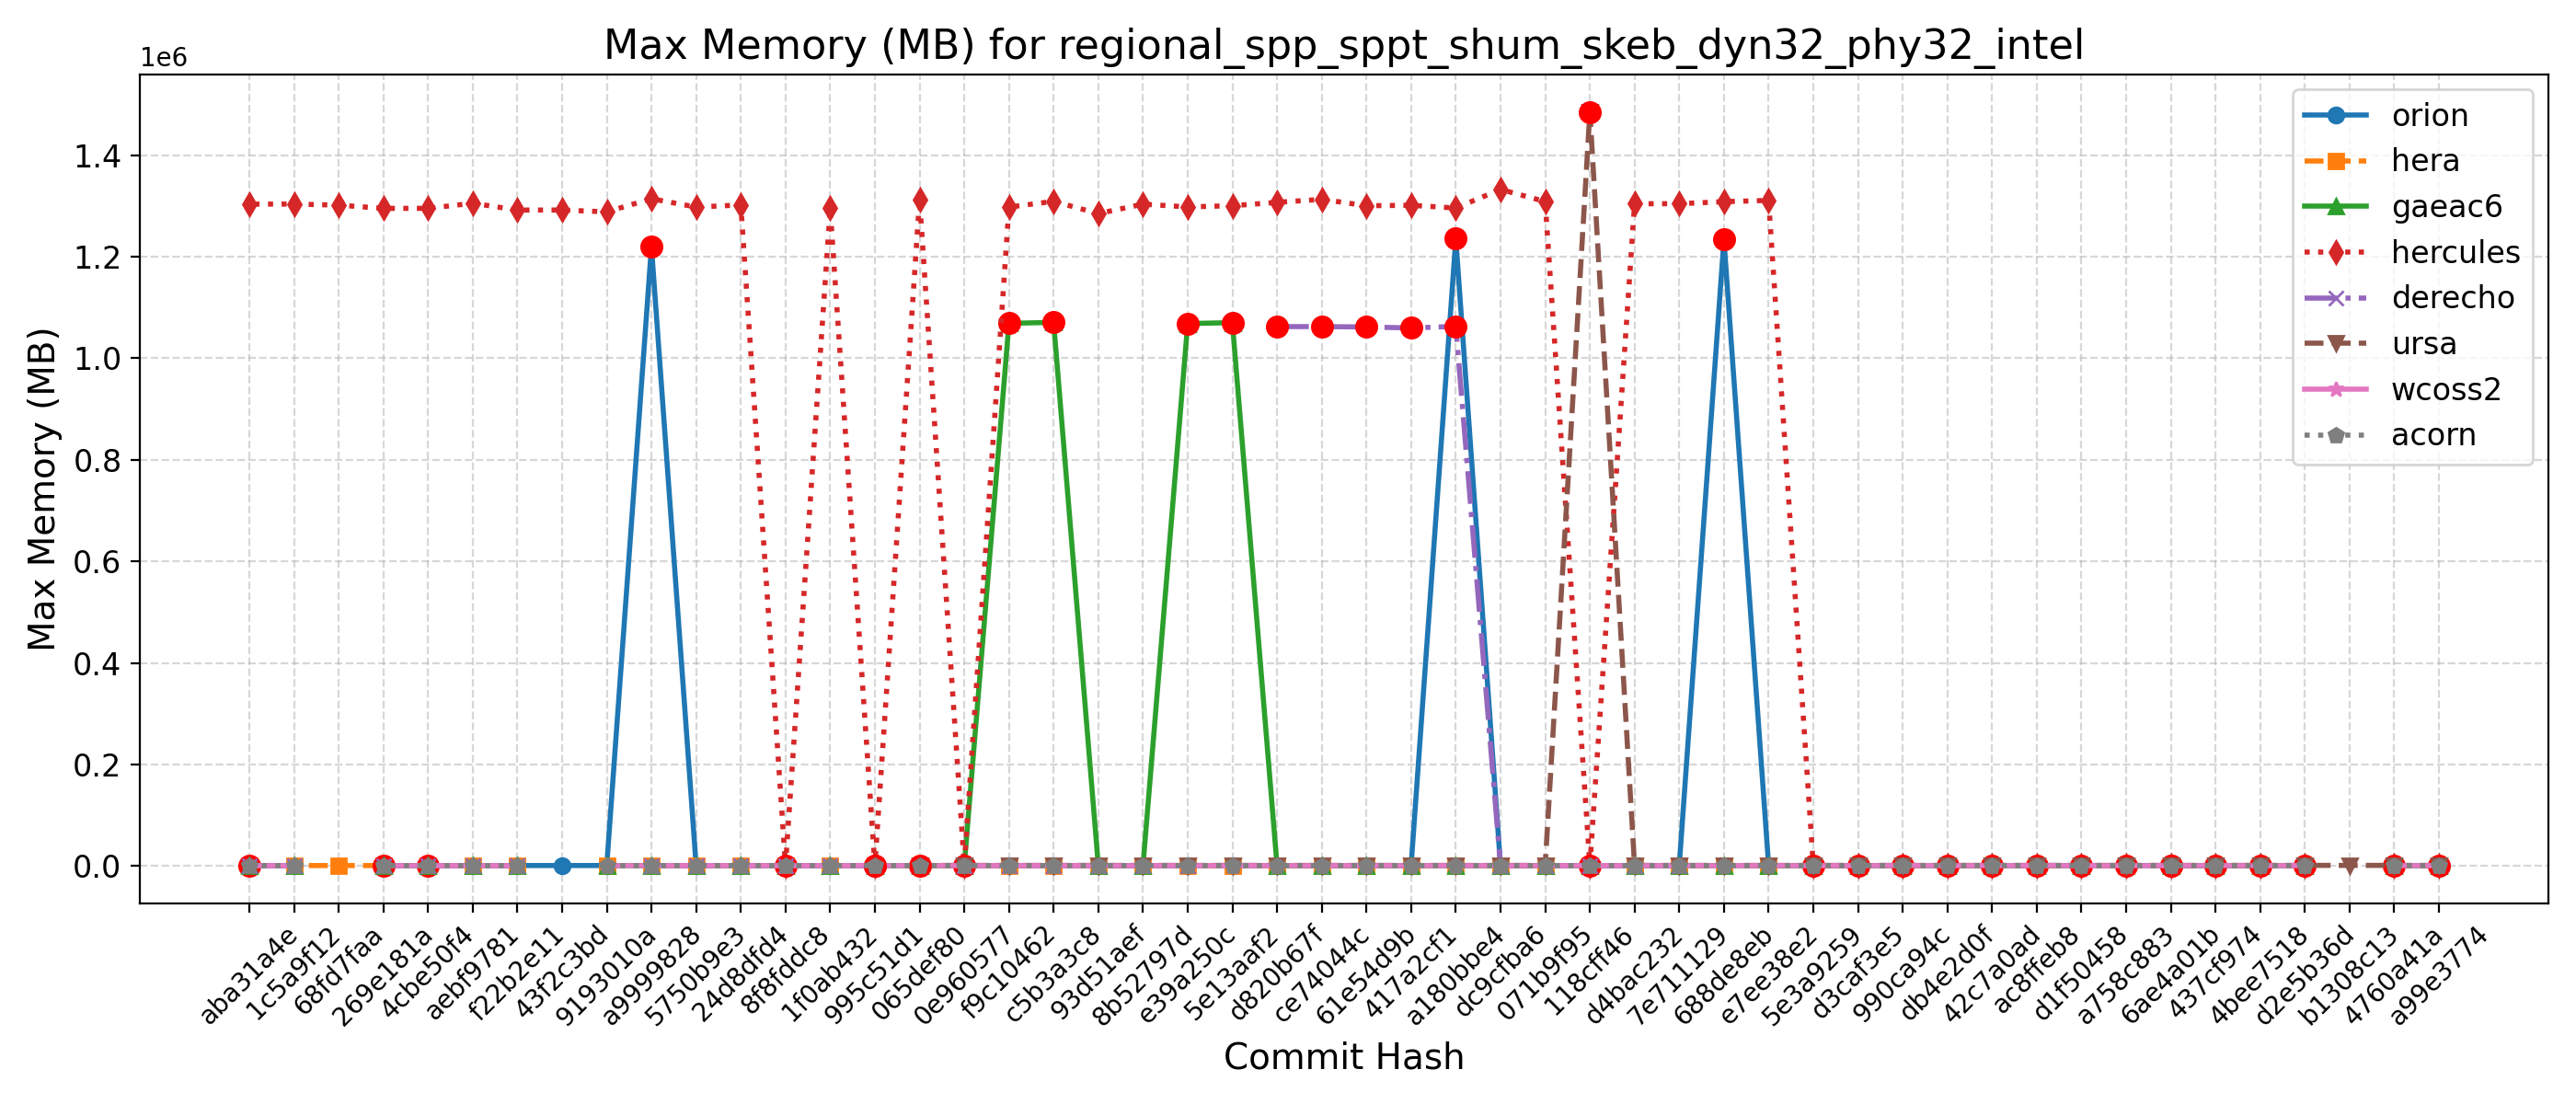 Max Memory (MB) for regional_spp_sppt_shum_skeb_dyn32_phy32_intel
1e6
1.4
1.2
1.0
0.8
0.6
0.4
0.2
0.0
Max Memory (MB)
orion
hera
gaeac6
hercules
derecho
ursa
wcoss2
acorn
aba31a4e
1c5a9f12
68fd7faa
269e181a
4cbe50f4
aebf9781
f22b2e11
43f2c3bd
9193010a
a9999828
5750b9e3
24d8dfd4
8f8fddc8
1f0ab432
995c51d1
065def80
0e960577
f9c10462
c5b3a3c8
93d51aef
8b52797d
e39a250c
5e13aaf2
d820b67f
ce74044c
61e54d9b
417a2cf1
a180bbe4
dc9cfba6
071b9f95
118cff46
d4bac232
7e711129
688de8eb
e7ee38e2
5e3a9259
d3caf3e5
990ca94c
db4e2d0f
42c7a0ad
ac8ffeb8
d1f50458
a758c883
6ae4a01b
437cf974
4bee7518
d2e5b36d
b1308c13
4760a41a
a99e3774
Commit Hash